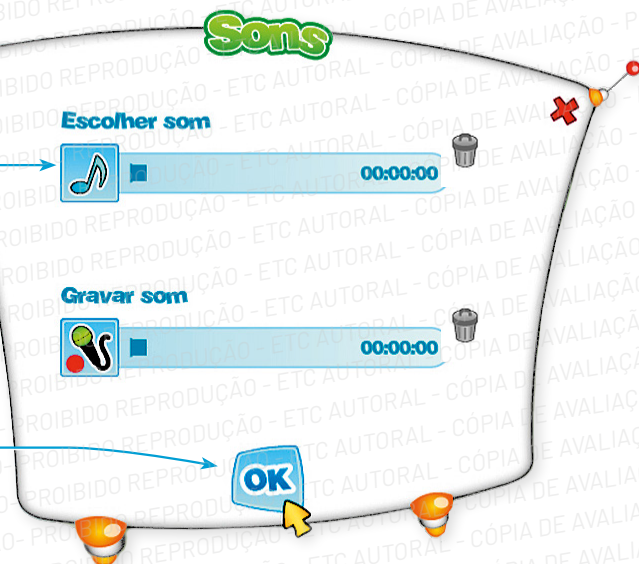 Sons
Escolher som
00:00:00
Gravar som
00:00:00
OK
PROIBIDO REPRODUÇÃO - ETC AUTORAL - CÓPIA DE AVALIAÇÃO